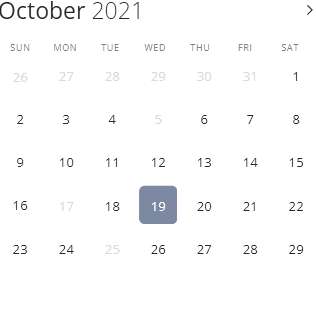 October 2021 >
SUN MON TUE WED THU FRI SAT
26 27 28 29 30 31 1
2 3 4 5 6 7 8
9 10 11 12 13 14 15
16 17 18 19 20 21 22
23 24 25 26 27 28 29